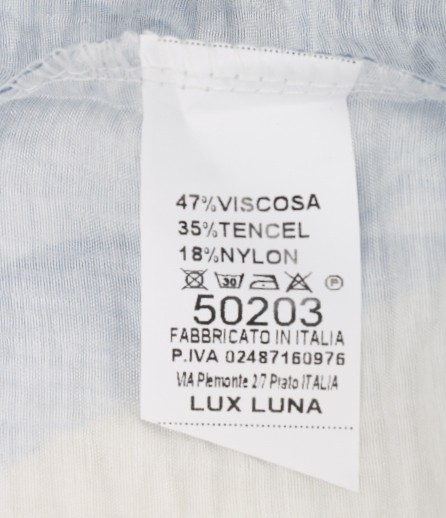 47%VISCOSA
35%TENCEL
18%NYLON
30 P
50203
FABBRICATO IN ITALIA
P.IVA 02487160976
VIA Piemonte 2/7 Prato ITALIA
LUX LUNA